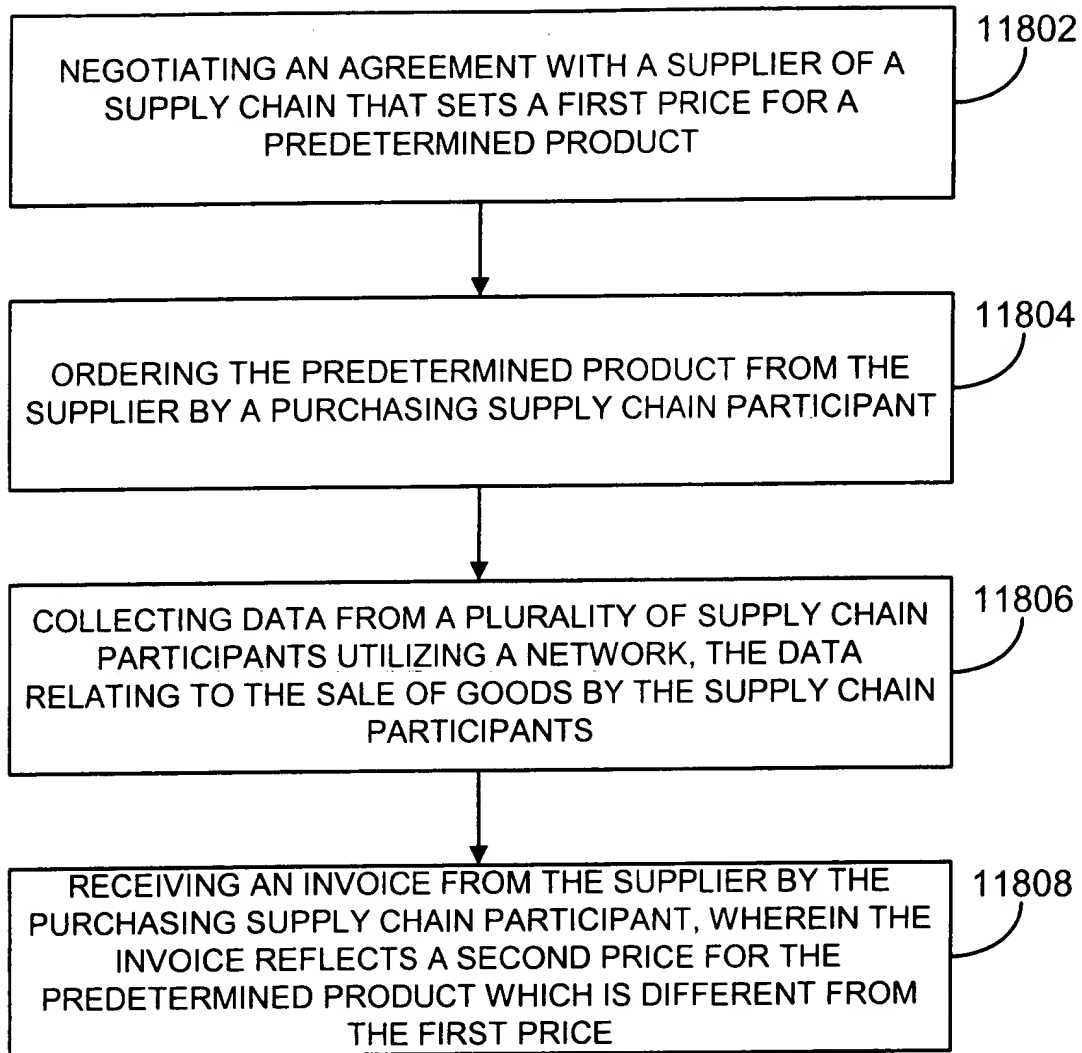 11802
NEGOTIATING AN AGREEMENT WITH A SUPPLIER OF A
SUPPLY CHAIN THAT SETS A FIRST PRICE FOR A
PREDETERMINED PRODUCT
11804
ORDERING THE PREDETERMINED PRODUCT FROM THE
SUPPLIER BY A PURCHASING SUPPLY CHAIN PARTICIPANT
11806
COLLECTING DATA FROM A PLURALITY OF SUPPLY CHAIN
PARTICIPANTS UTILIZING A NETWORK, THE DATA
RELATING TO THE SALE OF GOODS BY THE SUPPLY CHAIN
PARTICIPANTS
11808
RECEIVING AN INVOICE FROM THE SUPPLIER BY THE
PURCHASING SUPPLY CHAIN PARTICIPANT, WHEREIN THE
INVOICE REFLECTS A SECOND PRICE FOR THE
PREDETERMINED PRODUCT WHICH IS DIFFERENT FROM
THE FIRST PRICE